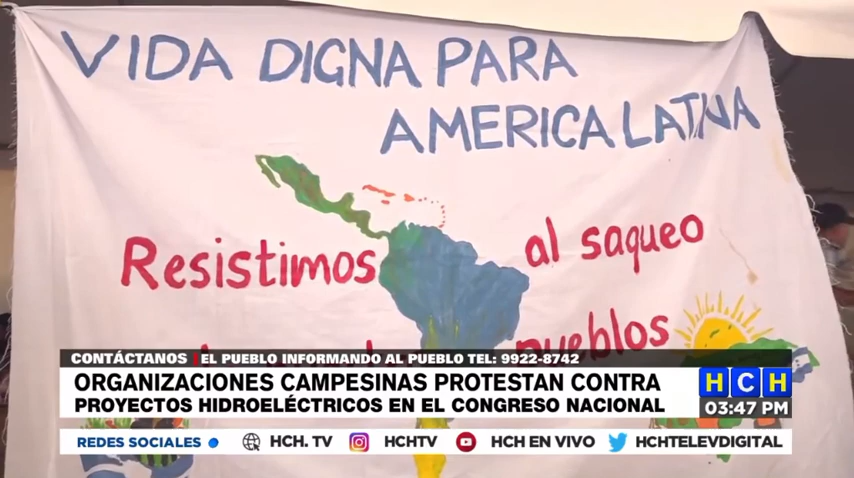 VIDA DIGNA PARA
AMERICA LATINA
Resistimos al saqueo
pueblos
CONTÁCTANOS | EL PUEBLO INFORMANDO AL PUEBLO TEL: 9922-8742
ORGANIZACIONES CAMPESINAS PROTESTAN CONTRA
PROYECTOS HIDROELÉCTRICOS EN EL CONGRESO NACIONAL
HCH
03:47 PM
REDES SOCIALES HCH. TV HCHTV HCH EN VIVO HCHTELEVDIGITAL